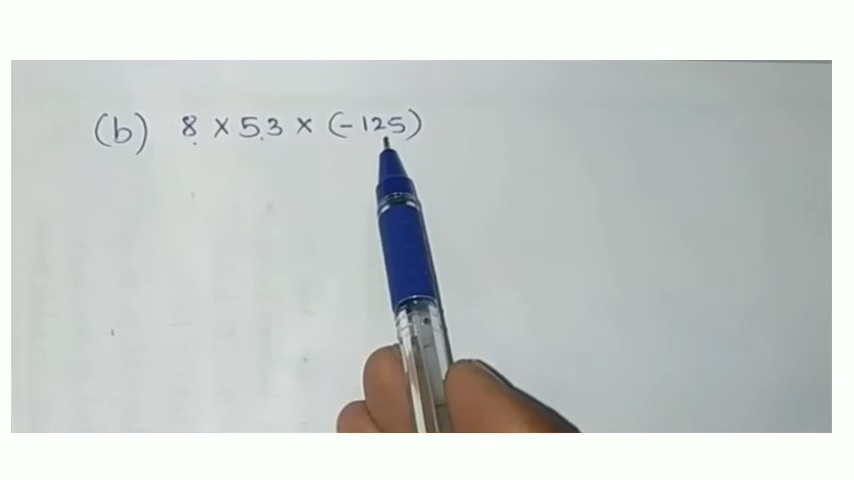 (b) 8 × 53 × (-125)